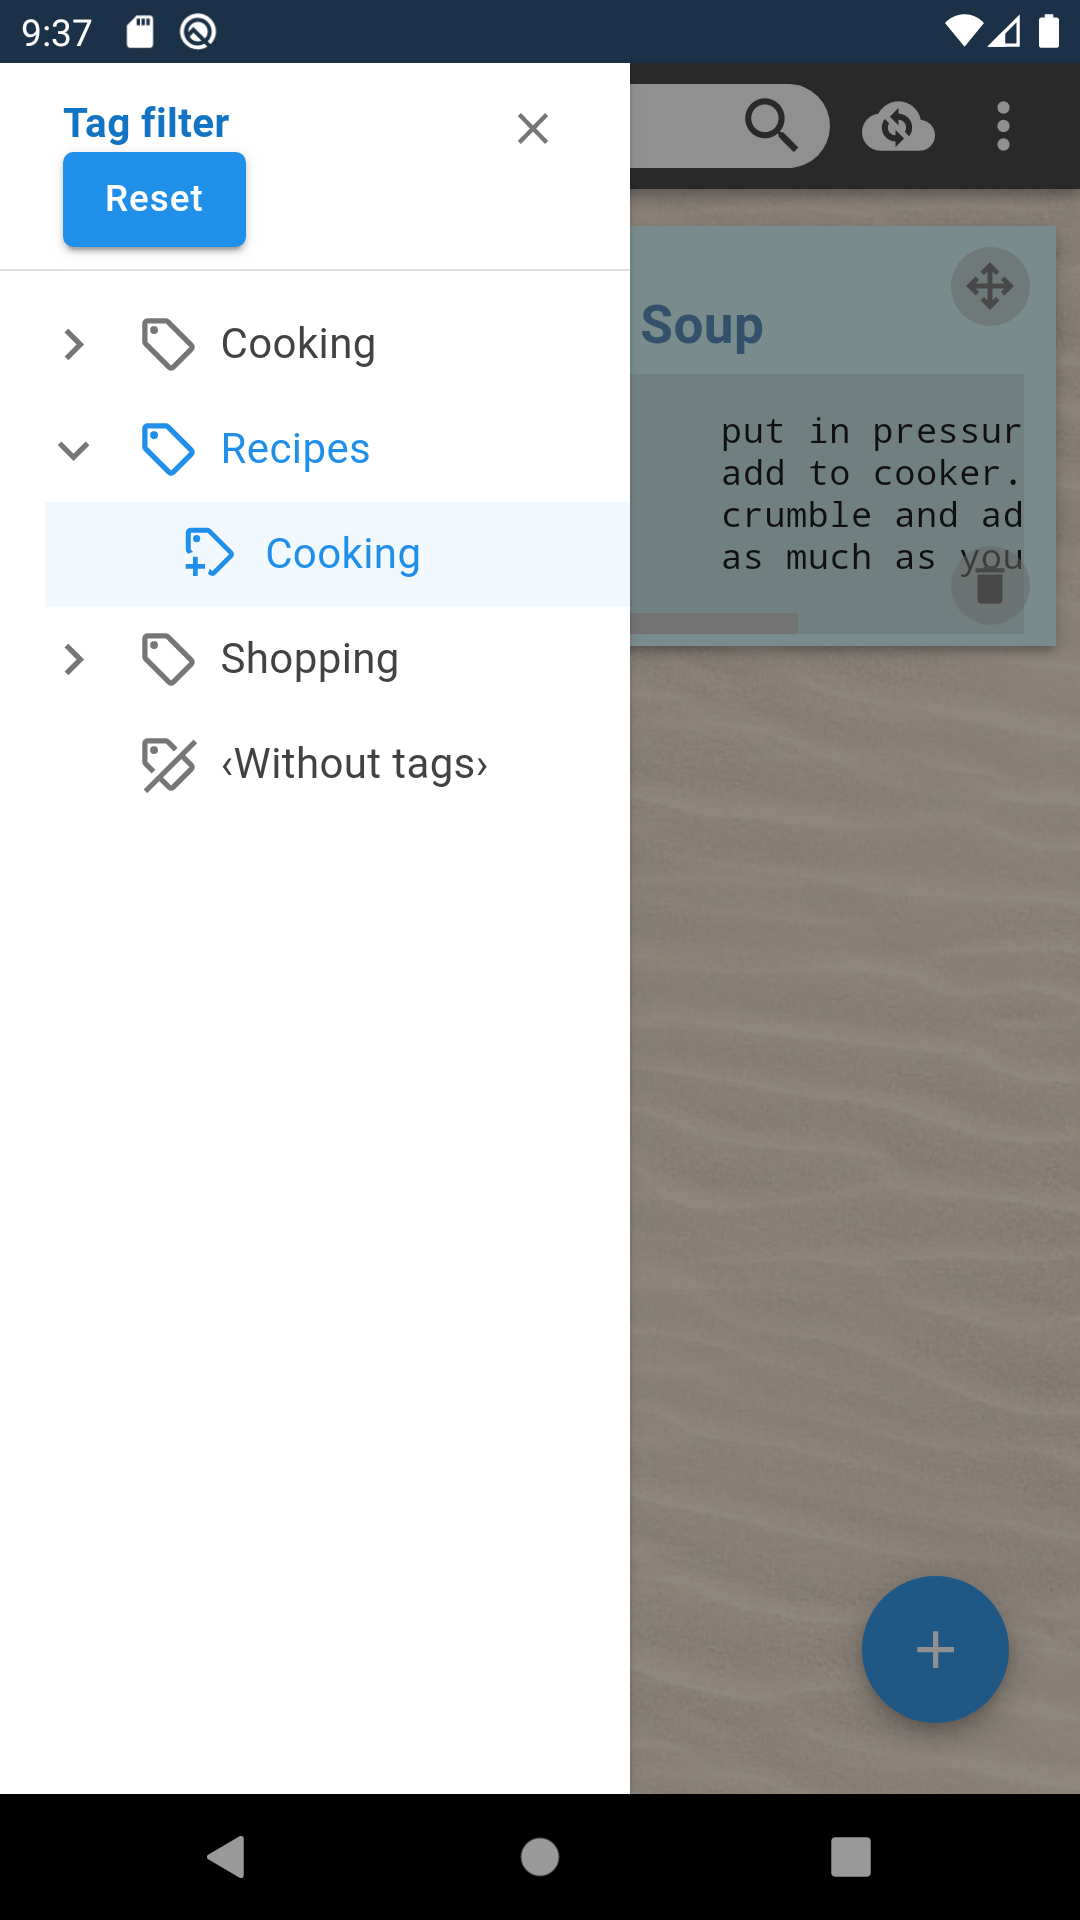 9:37
Tag filter
Reset
Cooking
Recipes
Cooking
Shopping
‹Without tags›
Soup
put in pressur
add to cooker.
crumble and ad
as much as you